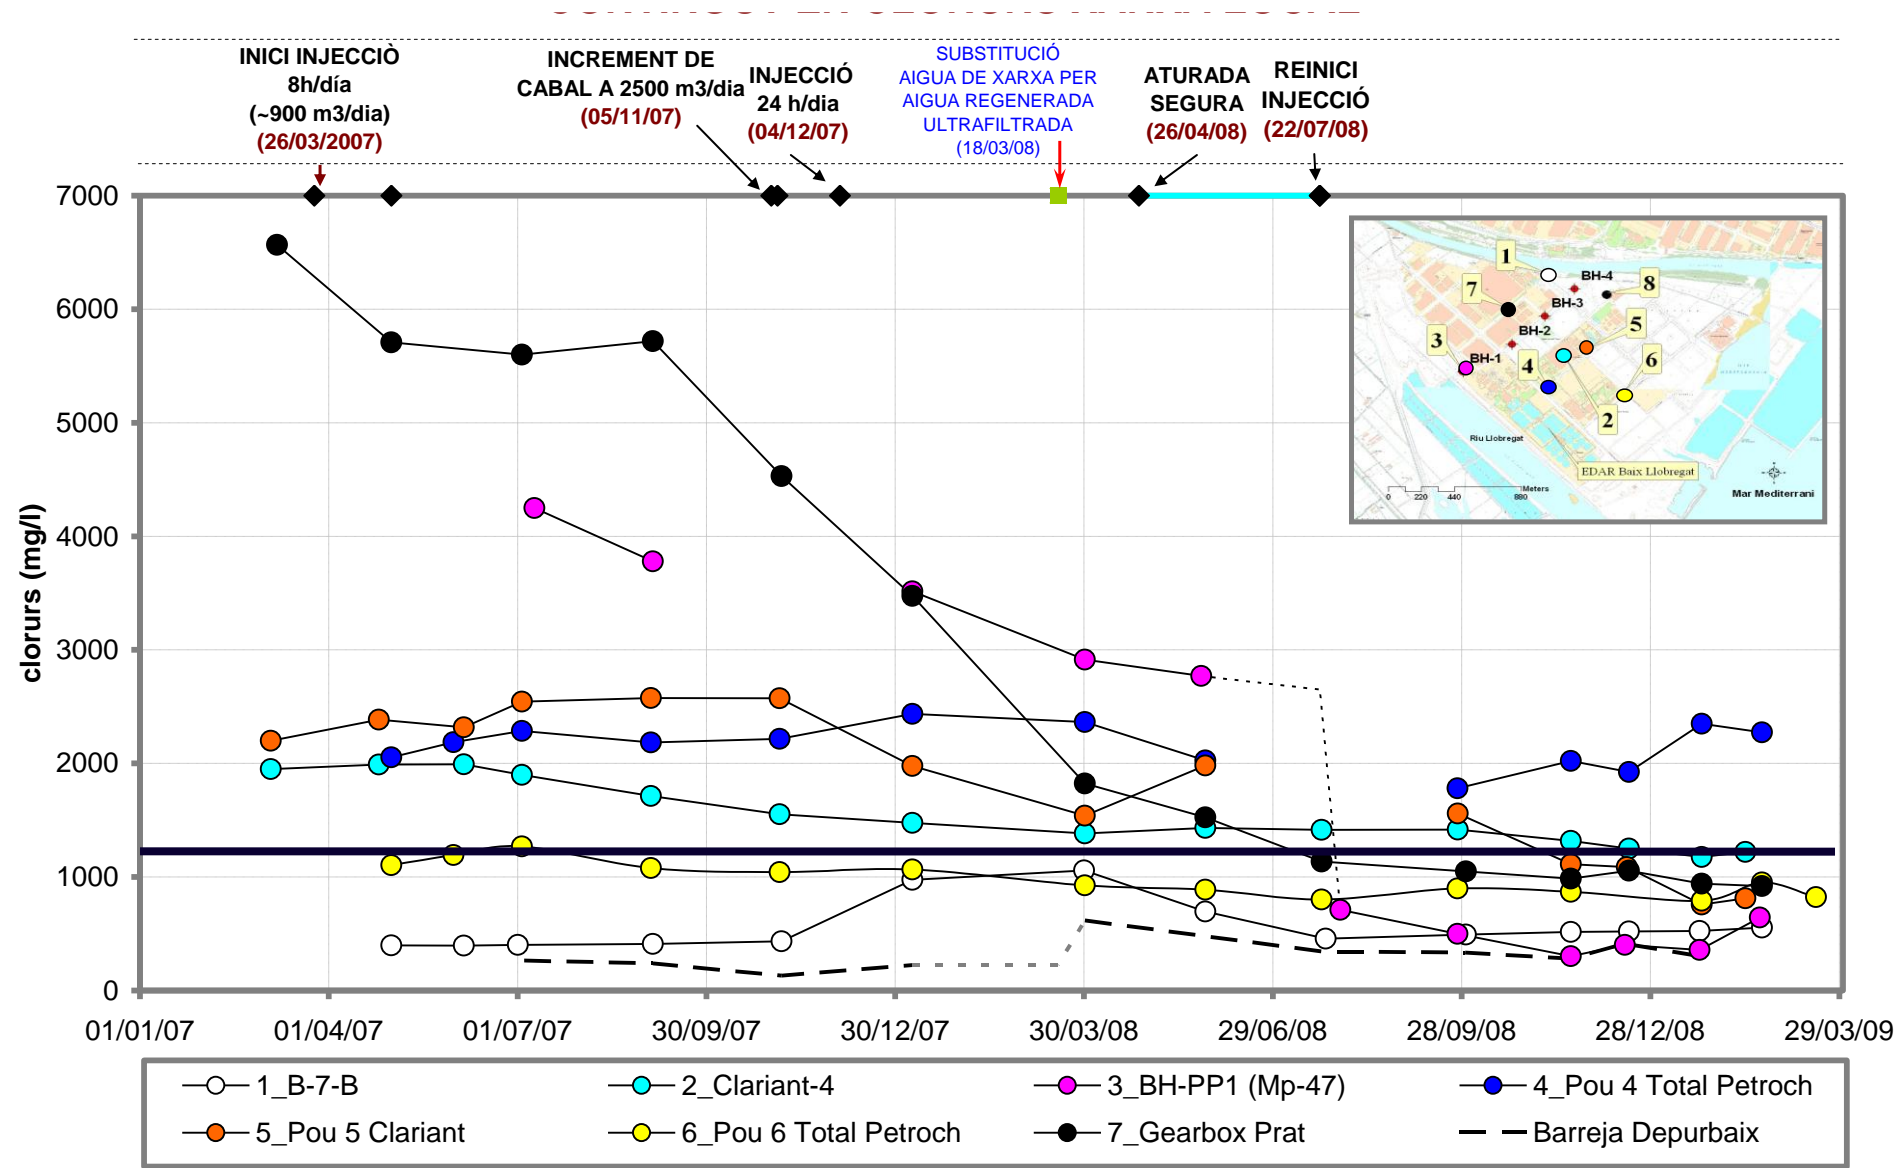 INICI INJECCIÒ
8h/día
(~900 m3/dia)
(26/03/2007)
INCREMENT DE
CABAL A 2500 m3/dia
(05/11/07)
INJECCIÓ
24 h/dia
(04/12/07)
SUBSTITUCIÓ
AIGUA DE XARXA PER
AIGUA REGENERADA
ULTRAFILTRADA
(18/03/08)
ATURADA
SEGURA
(26/04/08)
REINICI
INJECCIÓ
(22/07/08)
clorurs (mg/l)
7000
6000
5000
4000
3000
2000
1000
0
01/01/07
01/04/07
01/07/07
30/09/07
30/12/07
30/03/08
29/06/08
28/09/08
28/12/08
29/03/09
1
BH-4
8
7
BH-3
BH-2
5
3
BH-1
4
6
2
Riu Llobregat
EDAR Baix Llobregat
Meters
0 220 440 880
Mar Mediterrani
1_B-7-B
2_Clariant-4
3_BH-PP1 (Mp-47)
4_Pou 4 Total Petroch
5_Pou 5 Clariant
6_Pou 6 Total Petroch
7_Gearbox Prat
Barreja Depurbaix